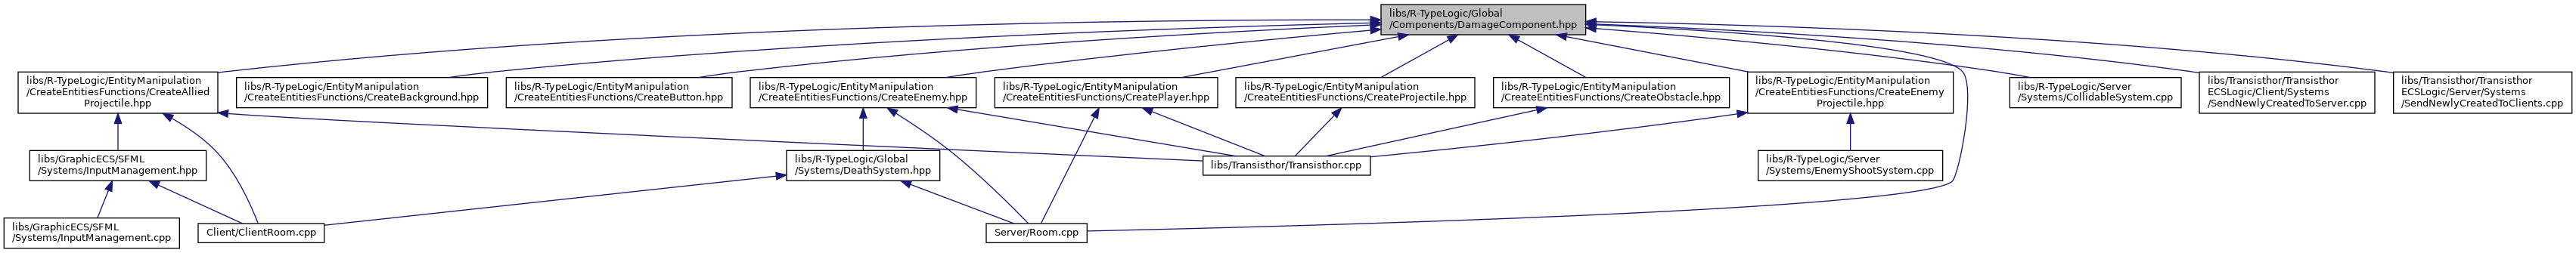 libs/R-TypeLogic/Global
/Components/DamageComponent.hpp
libs/R-TypeLogic/EntityManipulation
/CreateEntitiesFunctions/CreateAllied
Projectile.hpp
libs/R-TypeLogic/EntityManipulation
/CreateEntitiesFunctions/CreateBackground.hpp
libs/R-TypeLogic/EntityManipulation
/CreateEntitiesFunctions/CreateButton.hpp
libs/R-TypeLogic/EntityManipulation
/CreateEntitiesFunctions/CreateEnemy.hpp
libs/R-TypeLogic/EntityManipulation
/CreateEntitiesFunctions/CreatePlayer.hpp
libs/R-TypeLogic/EntityManipulation
/CreateEntitiesFunctions/CreateProjectile.hpp
libs/R-TypeLogic/EntityManipulation
/CreateEntitiesFunctions/CreateObstacle.hpp
libs/R-TypeLogic/EntityManipulation
/CreateEntitiesFunctions/CreateEnemy
Projectile.hpp
libs/R-TypeLogic/Server
/Systems/CollidableSystem.cpp
libs/Transisthor/Transisthor
ECSLogic/Client/Systems
/SendNewlyCreatedToServer.cpp
libs/Transisthor/Transisthor
ECSLogic/Server/Systems
/SendNewlyCreatedToClients.cpp
libs/GraphicECS/SFML
/Systems/InputManagement.hpp
libs/R-TypeLogic/Global
/Systems/DeathSystem.hpp
libs/Transisthor/Transisthor.cpp
libs/R-TypeLogic/Server
/Systems/EnemyShootSystem.cpp
libs/GraphicECS/SFML
/Systems/InputManagement.cpp
Client/ClientRoom.cpp
Server/Room.cpp